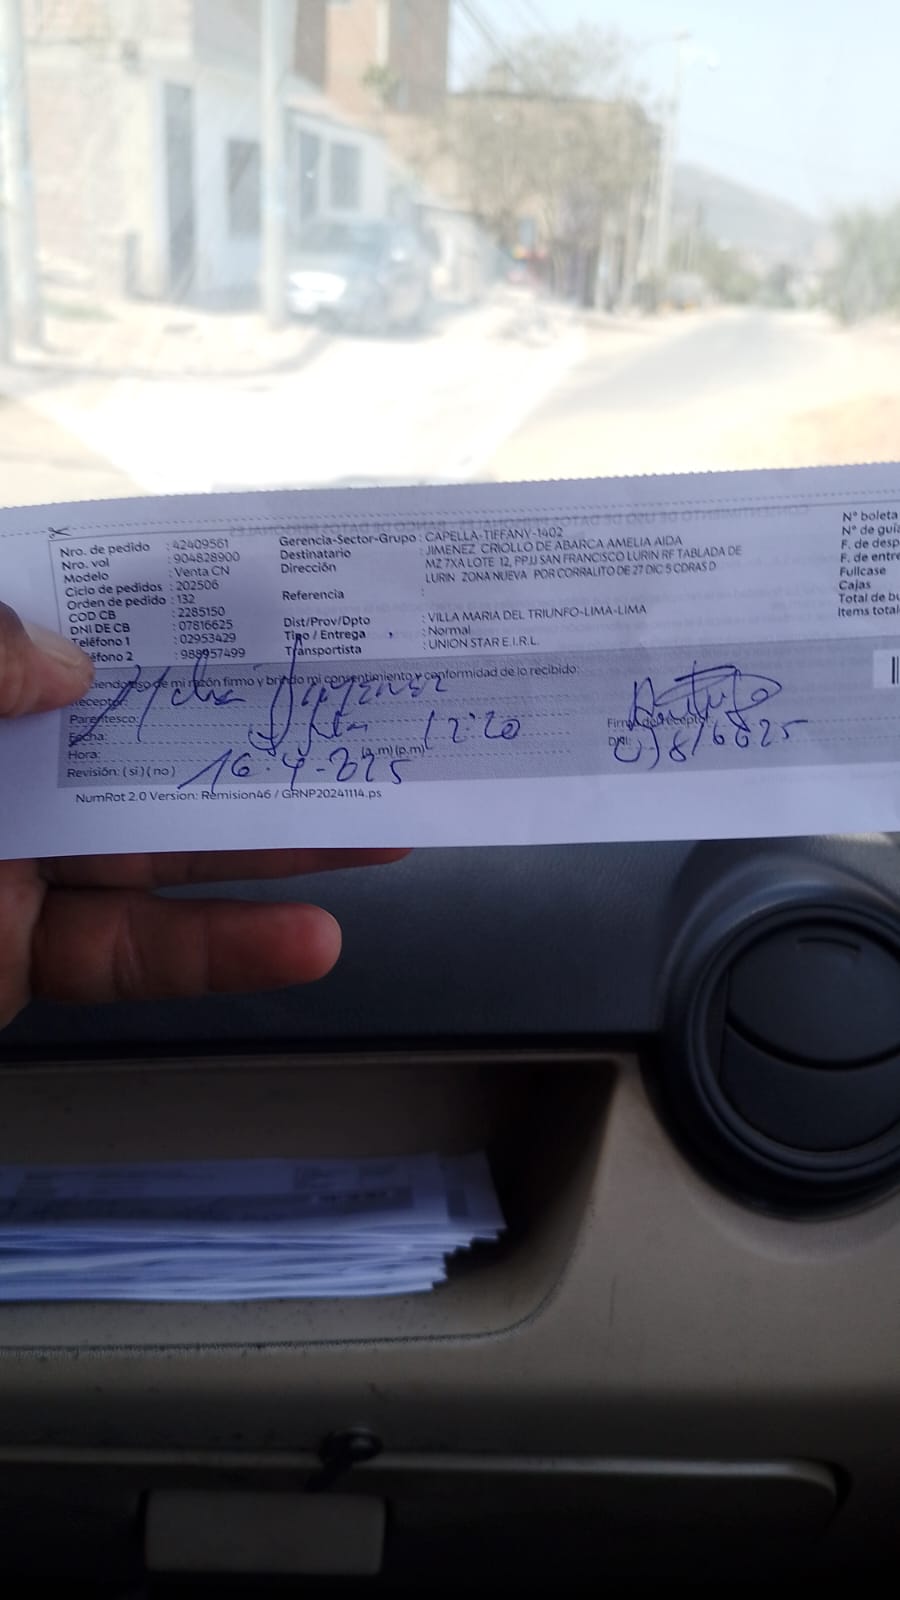 Nro. de pedido : 42409561
Nro. vol : 904828900
Modelo : Venta CN
Ciclo de pedidos : 202506
Orden de pedido : 132
COD CB : 2285150
DNI DE CB : 07816625
Teléfono 1 : 02953429
éfono 2 : 988957499
Gerencia-Sector-Grupo : CAPELLA-TIFFANY-1402
Destinatario : JIMENEZ CRIOLLO DE ABARCA AMELIA AIDA
Dirección : MZ 7XA LOTE 12, PPJJ SAN FRANCISCO LURIN RF TABLADA DE
LURIN ZONA NUEVA POR CORRALITO DE 27 DIC 5 CDRAS D
Referencia :
Dist/Prov/Dpto : VILLA MARIA DEL TRIUNFO-LIMA-LIMA
Tipo / Entrega : Normal
Transportista : UNION STAR E.I.R.L.
N° boleta
N° de guía
F. de desp
F. de entre
Fullcase
Cajas
Total de bu
Items total
ciendo uso de mi razón firmo y brindo mi consentimiento y conformidad de lo recibido:
Receptor:
Parentesco:
Fecha: 12:20
Hora: (a.m) (p.m)
16-4-2025
Revisión: ( si ) ( no )
Firma del receptor:
DNI: 07816625
NumRot 2.0 Version: Remision46 / GRNP20241114.ps